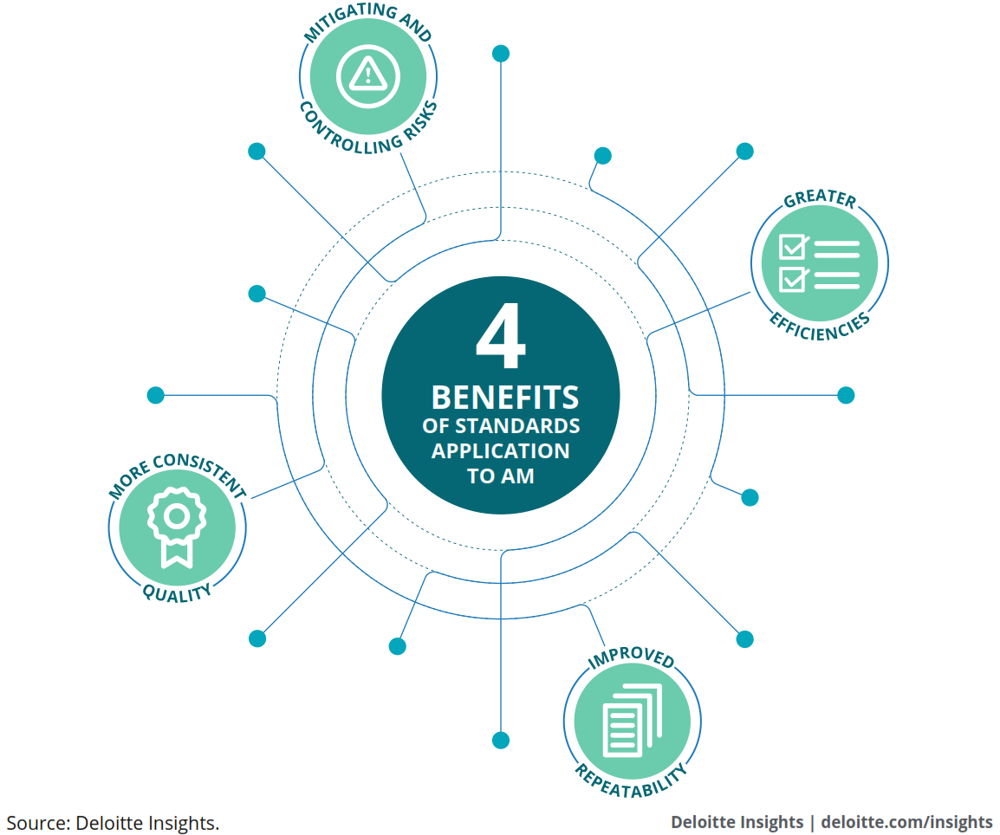 MITIGATING AND
CONTROLLING RISKS
GREATER
EFFICIENCIES
4
BENEFITS
OF STANDARDS
APPLICATION
TO AM
MORE CONSISTENT
QUALITY
IMPROVED
REPEATABILITY
Source: Deloitte Insights.
Deloitte Insights | deloitte.com/insights